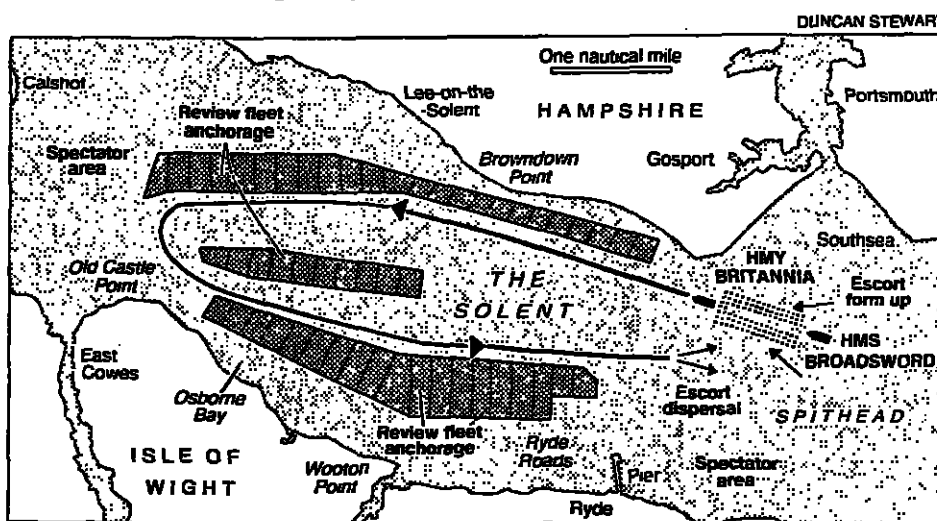 DUNCAN STEWART
One nautical mile
Calshot
Lee-on-the
-Solent
HAMPSHIRE
Portsmouth
Review fleet
anchorage
Spectator
area
Browndown
Point
Gosport
Southsea
HMY
BRITANNIA
Old Castle
Point
THE
SOLENT
Escort
form up
HMS
BROADSWORD
East
Cowes
Osborne
Bay
Escort
dispersal
SPITHEAD
Review fleet
anchorage
Ryde
Roads
ISLE OF
WIGHT
Wooton
Point
Pier
Spectator
area
Ryde